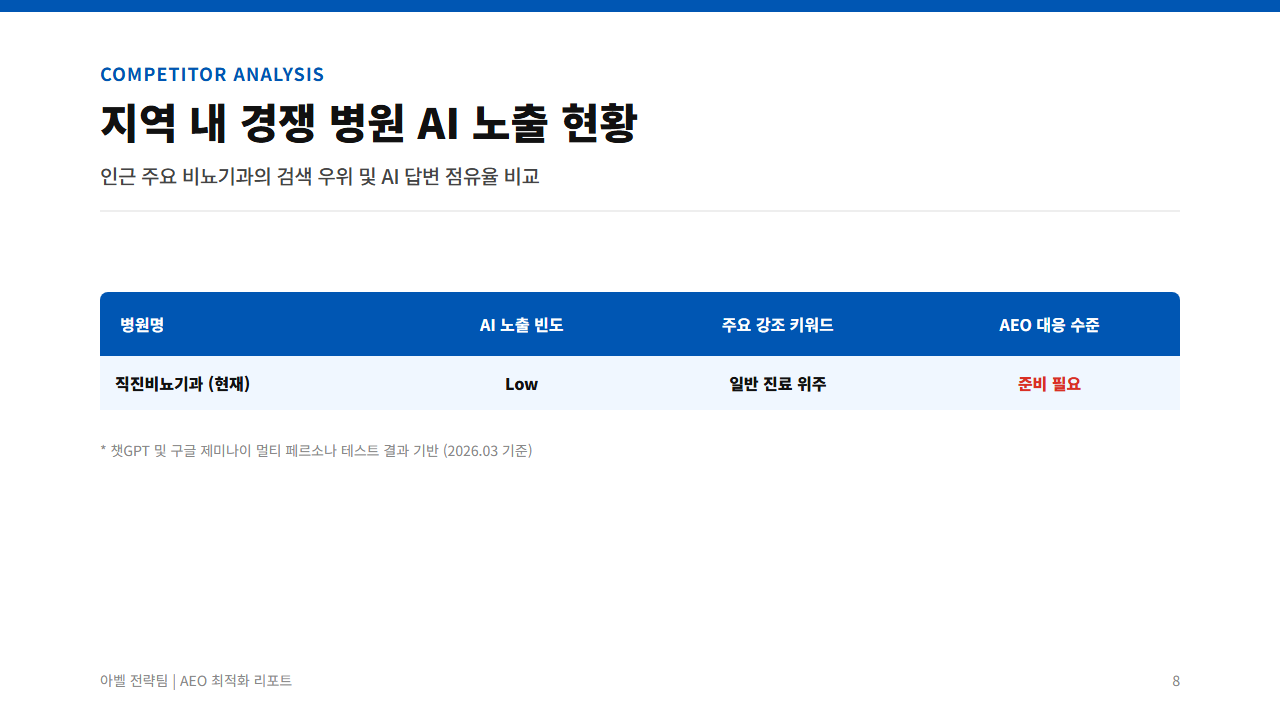 COMPETITOR ANALYSIS
지역 내 경쟁 병원 AI 노출 현황
인근 주요 비뇨기과의 검색 우위 및 AI 답변 점유율 비교
병원명 AI 노출 빈도 주요 강조 키워드 AEO 대응 수준
직진비뇨기과 (현재) Low 일반 진료 위주 준비 필요
* 챗GPT 및 구글 제미나이 멀티 페르소나 테스트 결과 기반 (2026.03 기준)
아벨 전략팀 | AEO 최적화 리포트 8